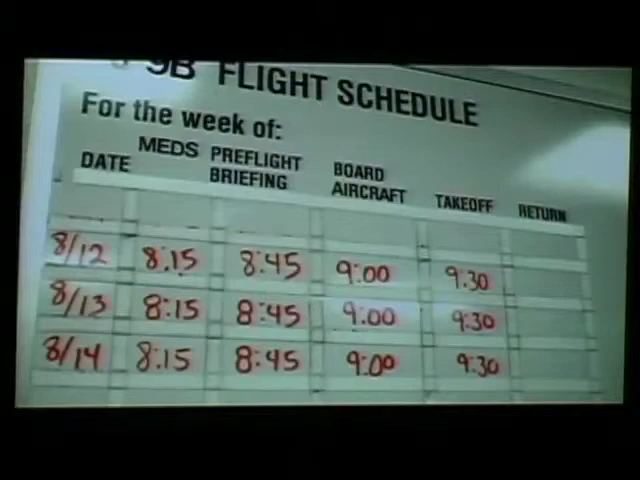 9B FLIGHT SCHEDULE
For the week of:
DATE MEDS PREFLIGHT BRIEFING BOARD AIRCRAFT TAKEOFF RETURN
8/12 8:15 8:45 9:00 9:30
8/13 8:15 8:45 9:00 9:30
8/14 8:15 8:45 9:00 9:30